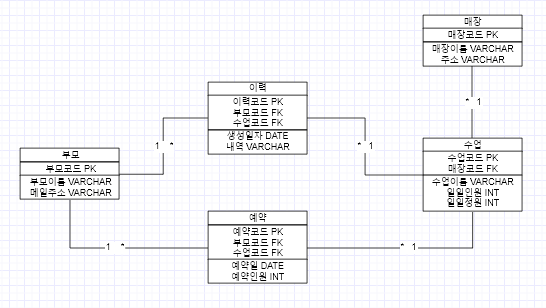 매장
매장코드 PK
매장이름 VARCHAR
주소 VARCHAR
* 1
이력
이력코드 PK
부모코드 FK
수업코드 FK
생성일자 DATE
내역 VARCHAR
1 *
* 1
부모
부모코드 PK
부모이름 VARCHAR
메일주소 VARCHAR
수업
수업코드 PK
매장코드 FK
수업이름 VARCHAR
일일인원 INT
일일정원 INT
예약
예약코드 PK
부모코드 FK
수업코드 FK
예약일 DATE
예약인원 INT
1 *
* 1